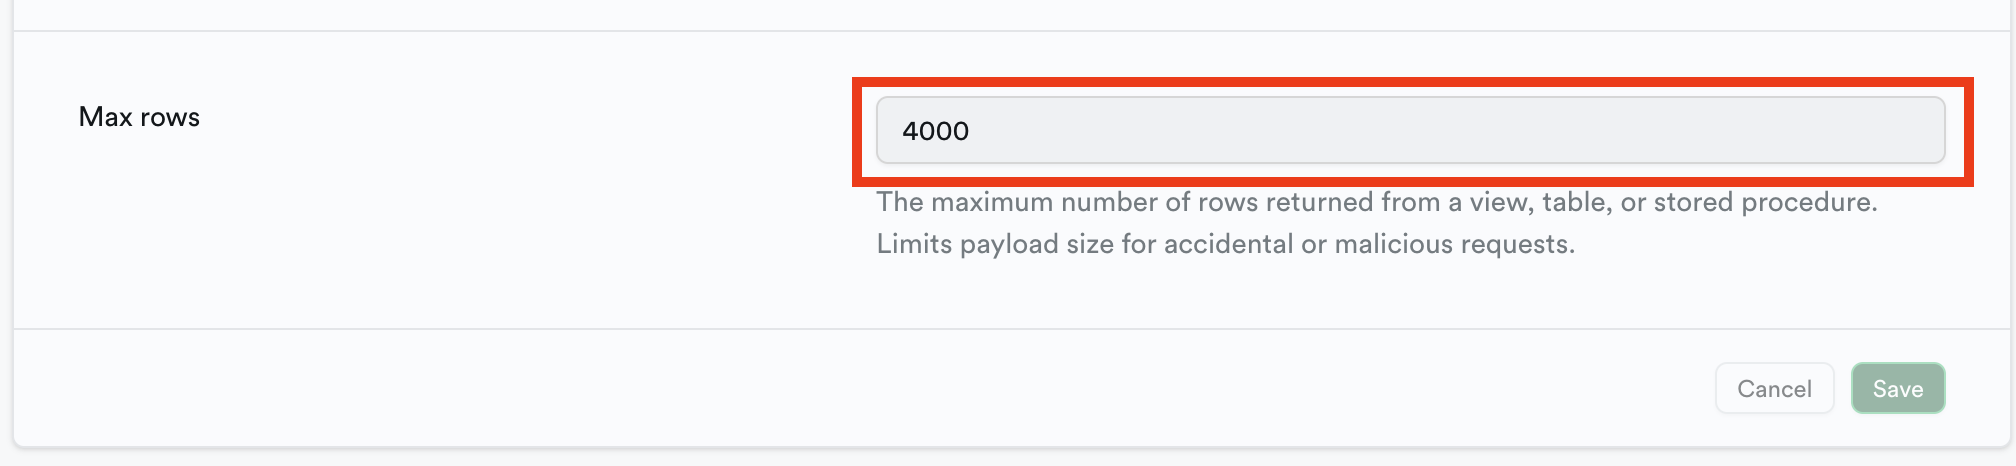 Max rows
4000
The maximum number of rows returned from a view, table, or stored procedure.
Limits payload size for accidental or malicious requests.
Cancel
Save